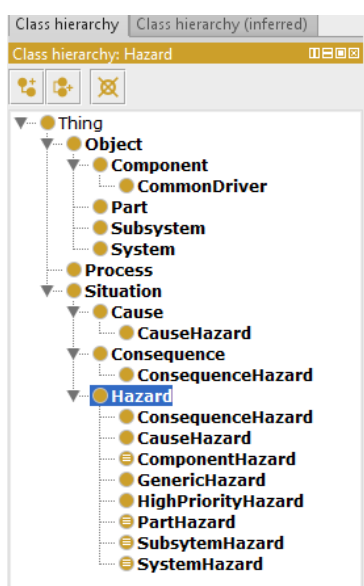 Class hierarchy Class hierarchy (inferred)
Class hierarchy: Hazard
Thing
Object
Component
CommonDriver
Part
Subsystem
System
Process
Situation
Cause
CauseHazard
Consequence
ConsequenceHazard
Hazard
ConsequenceHazard
CauseHazard
ComponentHazard
GenericHazard
HighPriorityHazard
PartHazard
SubsytemHazard
SystemHazard